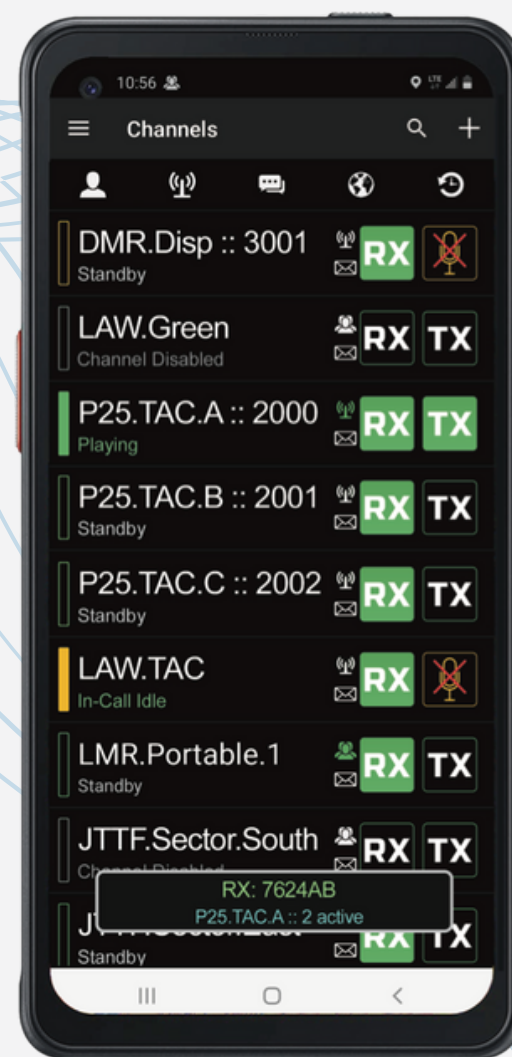 10:56
LTE
Channels
DMR.Disp :: 3001
Standby
RX
LAW.Green
Channel Disabled
RX TX
P25.TAC.A :: 2000
Playing
RX TX
P25.TAC.B :: 2001
Standby
RX TX
P25.TAC.C :: 2002
Standby
RX TX
LAW.TAC
In-Call Idle
RX
LMR.Portable.1
Standby
RX TX
JTTF.Sector.South
RX TX
RX: 7624AB
P25.TAC.A :: 2 active
RX TX
Standby